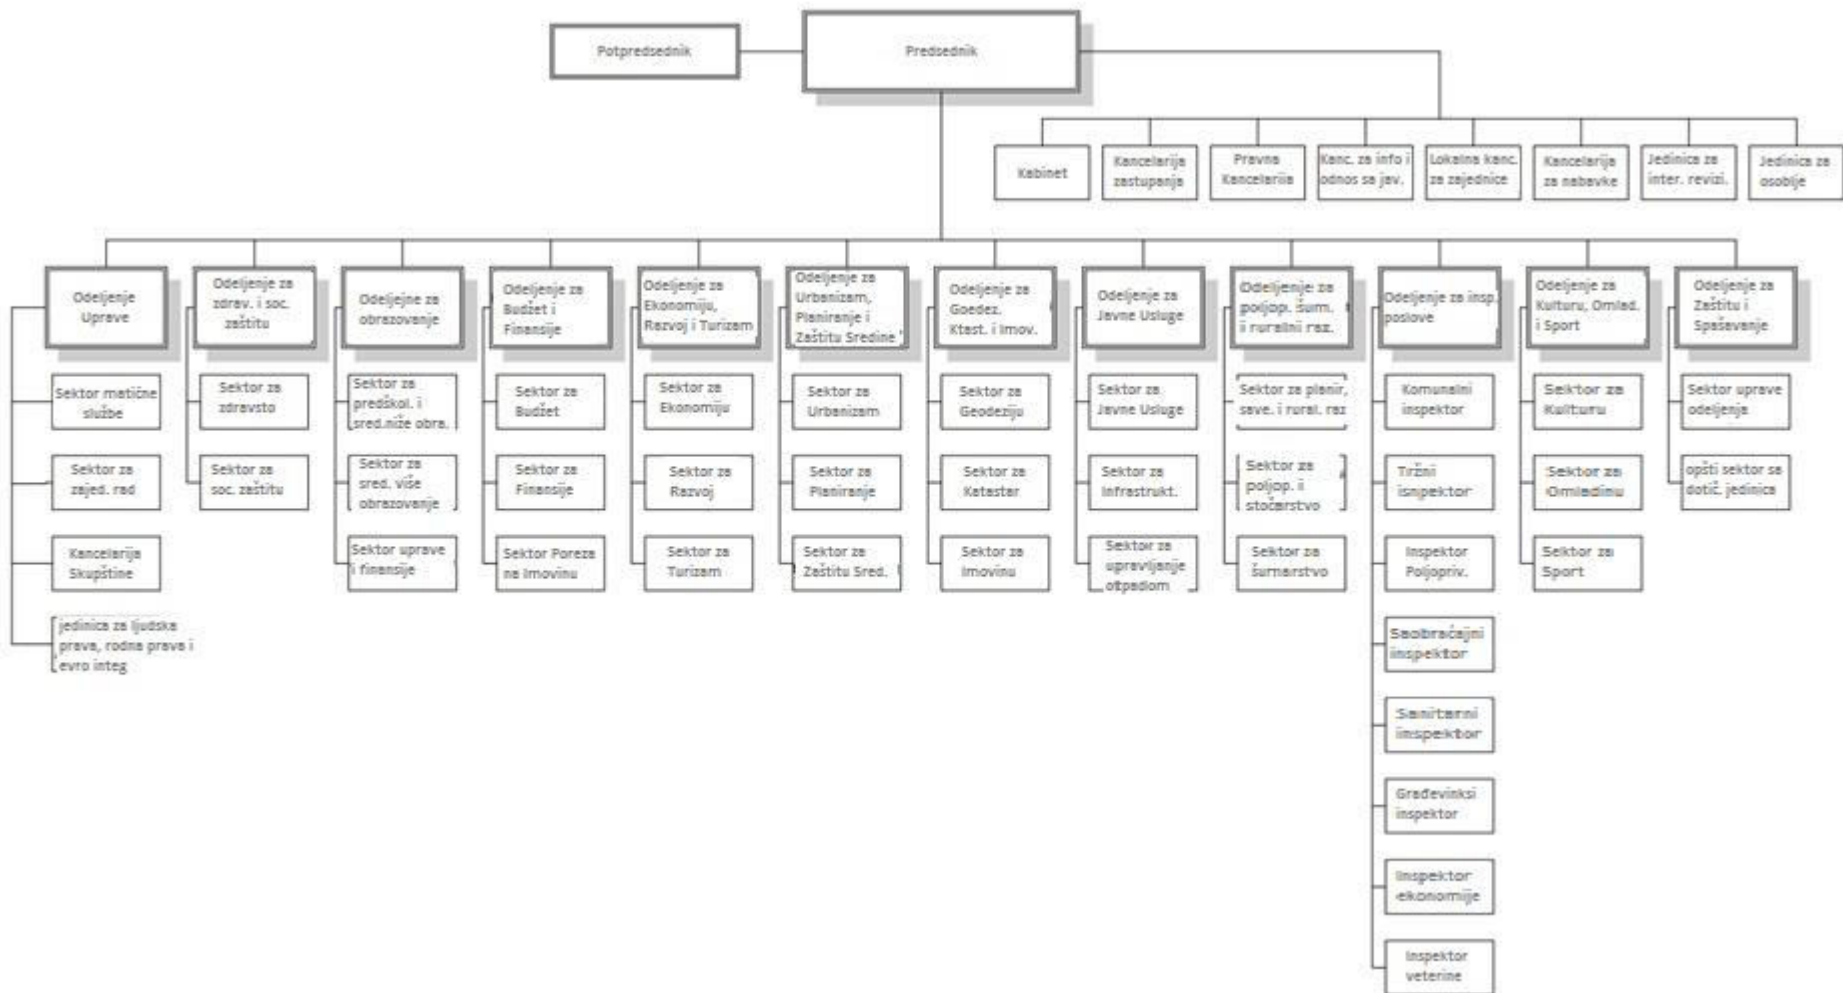 Potpredsednik
Predsednik
Kabinet
Kancelarija
zastupanja
Pravna
Kancelarija
Kanc. za info i
odnos sa jav.
Lokalna kanc.
za zajednice
Kancelarija
za nabavke
Jedinica za
inter. revizi.
Jedinica za
osoblje
Odeljenje
Uprave
Sektor matične
službe
Sektor za
zajed. rad
Kancelarija
Skupštine
jedinica za ljudska
prava, rodna prava i
evro integ
Odeljenje za
zdrav. i soc.
zaštitu
Sektor za
zdravsto
Sektor za
soc. zaštitu
Odeljejne za
obrazovanje
Sektor za
predškol. i
sred.niže obra.
Sektor za
sred. više
obrazovanje
Sektor uprave
i finansije
Odeljenje za
Budžet i
Finansije
Sektor za
Budžet
Sektor za
Finansije
Sektor Poreza
na Imovinu
Odeljenje za
Ekonomiju,
Razvoj i Turizam
Sektor za
Ekonomiju
Sektor za
Razvoj
Sektor za
Turizam
Odeljenje za
Urbanizam,
Planiranje i
Zaštitu Sredine
Sektor za
Urbanizam
Sektor za
Planiranje
Sektor za
Zaštitu Sred.
Odeljenje za
Goedez.
Ktast. i Imov.
Sektor za
Geodeziju
Sektor za
Katastar
Sektor za
Imovinu
Odeljenje za
Javne Usluge
Sektor za
Javne Usluge
Sektor za
Infrastrukt.
Sektor za
upravljanje
otpadom
Odeljenje za
poljop. šum.
i ruralni raz.
Sektor za planir,
save. i rural. raz
Sektor za
poljop. ii
stočarstvo
Sektor za
šumarstvo
Odeljenje za insp.
poslove
Komunalni
inspektor
Tržni
isnpektor
Inspektor
Poljopriv.
Saobraćajni
inspektor
Sanitarni
inspektor
Građevinksi
inspektor
Inspektor
ekonomije
Inspektor
veterine
Odeljenje za
Kulturu, Omlad.
i Sport
Sektor za
Kulturu
Sektor za
Omladinu
Sektor za
Sport
Odeljenje za
Zaštitu i
Spašavanje
Sektor uprave
odeljenja
opšti sektor sa
dotič. jedinica